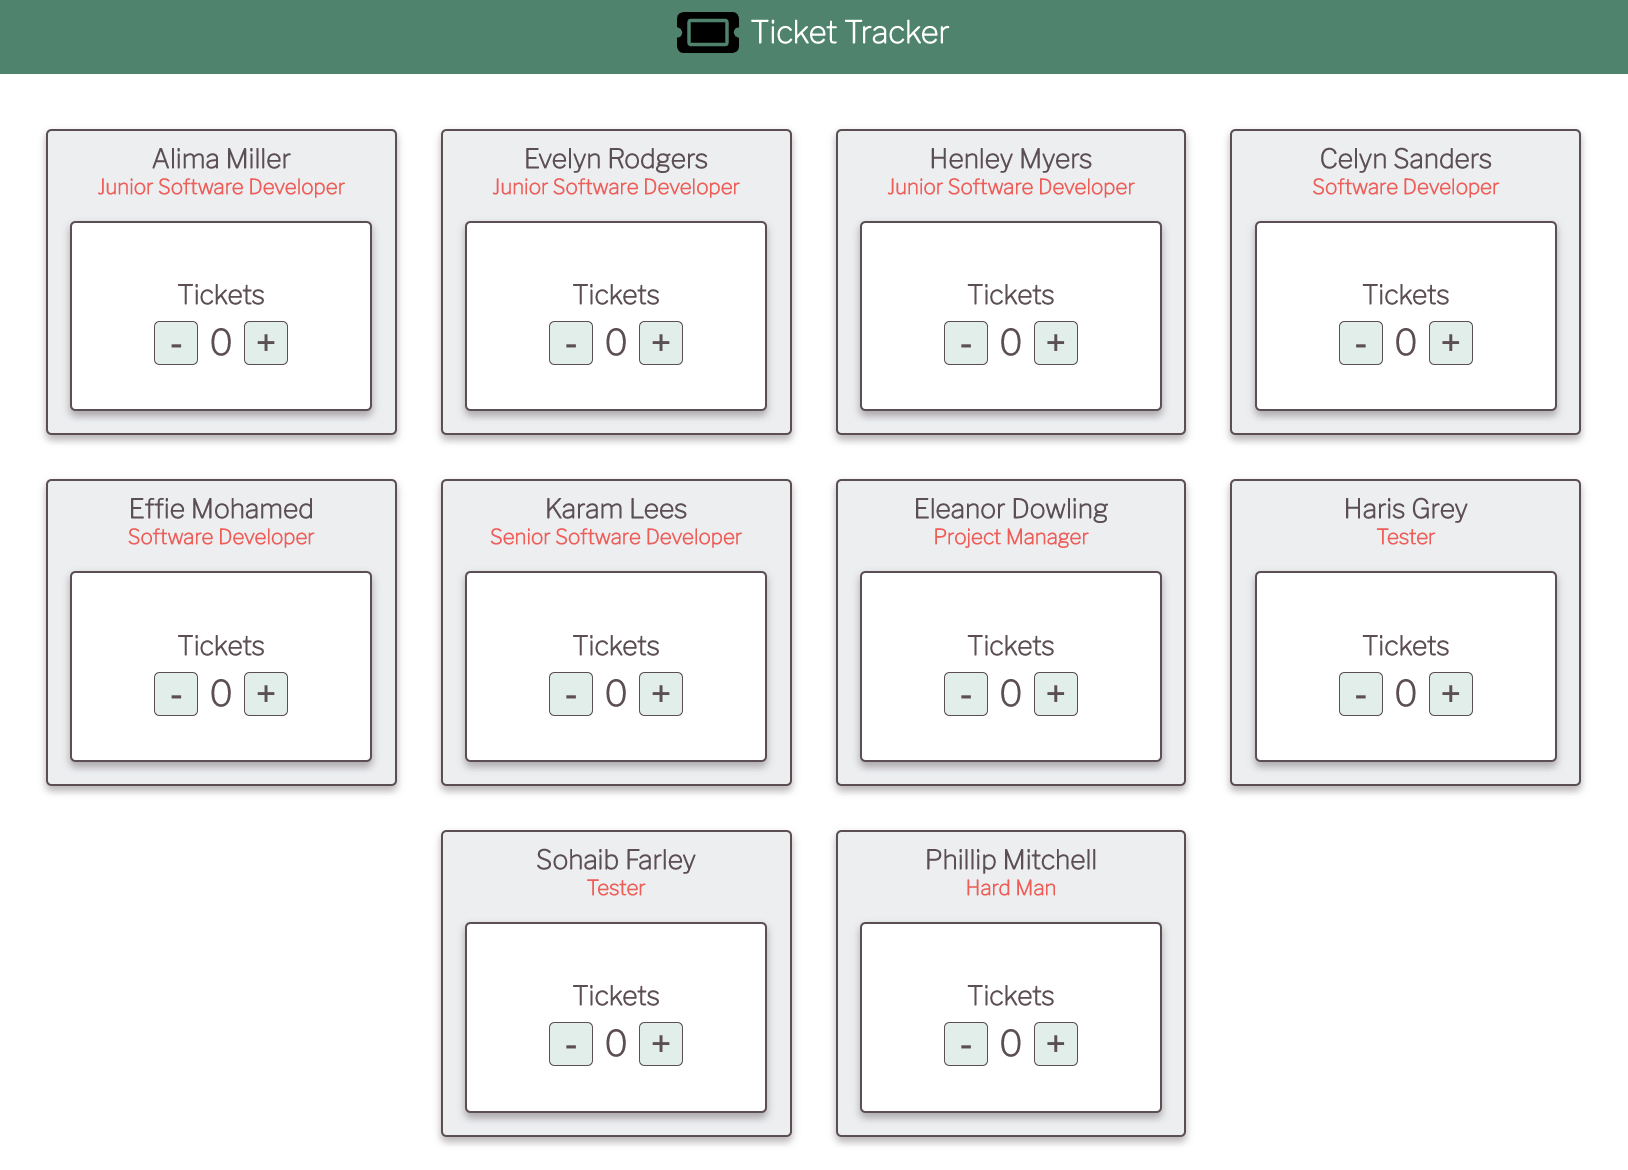 Ticket Tracker
Alima Miller
Junior Software Developer
Tickets
- 0 +
Evelyn Rodgers
Junior Software Developer
Tickets
- 0 +
Henley Myers
Junior Software Developer
Tickets
- 0 +
Celyn Sanders
Software Developer
Tickets
- 0 +
Effie Mohamed
Software Developer
Tickets
- 0 +
Karam Lees
Senior Software Developer
Tickets
- 0 +
Eleanor Dowling
Project Manager
Tickets
- 0 +
Haris Grey
Tester
Tickets
- 0 +
Sohaib Farley
Tester
Tickets
- 0 +
Phillip Mitchell
Hard Man
Tickets
- 0 +